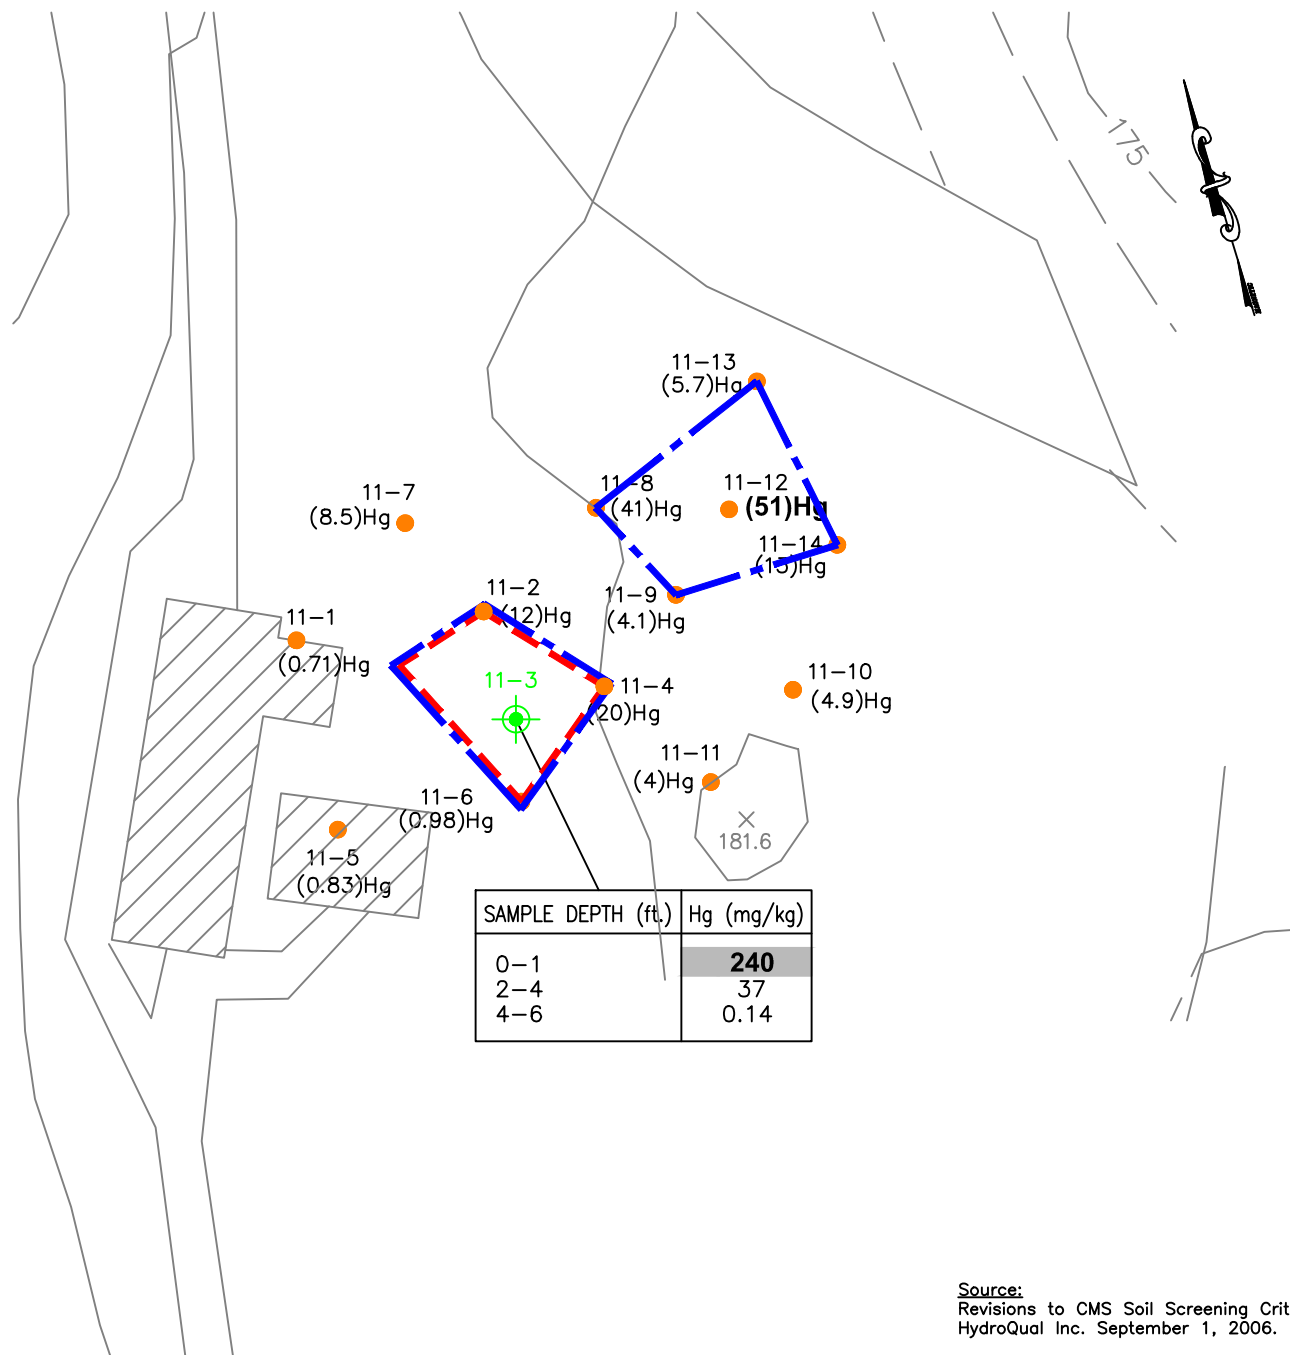 175
11-13
(5.7)Hg
11-8
(41)Hg
11-12
(51)Hg
11-7
(8.5)Hg
11-14
(15)Hg
11-2
(12)Hg
11-9
(4.1)Hg
11-1
(0.71)Hg
11-3
11-4
(20)Hg
11-10
(4.9)Hg
11-11
(4)Hg
11-6
(0.98)Hg
181.6
11-5
(0.83)Hg
SAMPLE DEPTH (ft.) Hg (mg/kg)
0-1 240
2-4 37
4-6 0.14
Source:
Revisions to CMS Soil Screening Crit
HydroQual Inc. September 1, 2006.